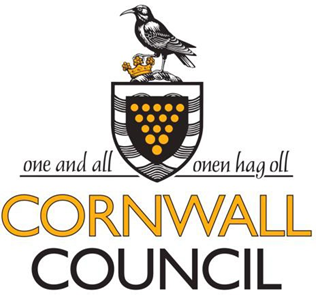 one and all onen hag oll
CORNWALL
COUNCIL